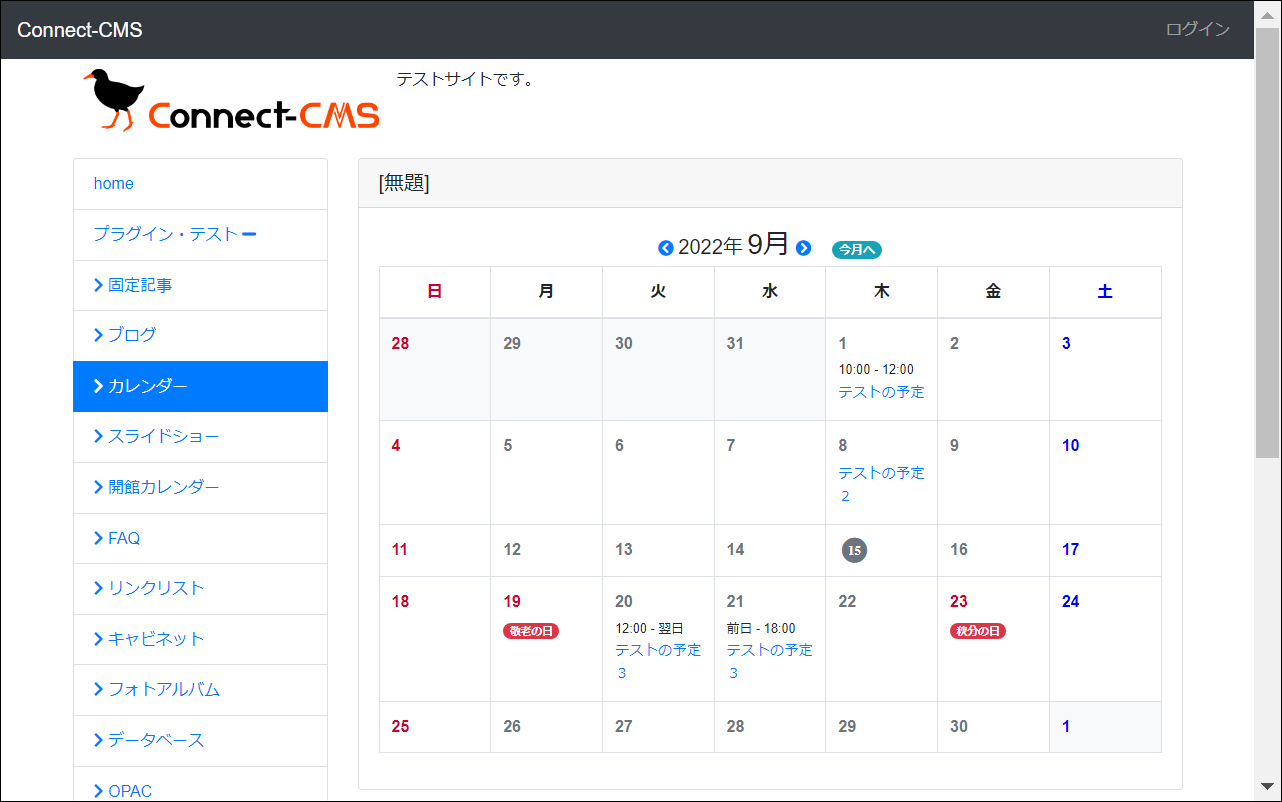 Connect-CMS
ログイン
Connect-CMS
テストサイトです。
home
プラグイン・テスト
固定記事
ブログ
カレンダー
スライドショー
開館カレンダー
FAQ
リンクリスト
キャビネット
フォトアルバム
データベース
OPAC
[無題]
2022年 9月 今月へ
日 月 火 水 木 金 土
28 29 30 31 1 2 3
10:00 - 12:00
テストの予定
4 5 6 7 8 9 10
テストの予定
2
11 12 13 14 15 16 17
18 19 20 21 22 23 24
敬老の日 12:00 - 翌日 前日 - 18:00 秋分の日
テストの予定 テストの予定
3 3
25 26 27 28 29 30 1